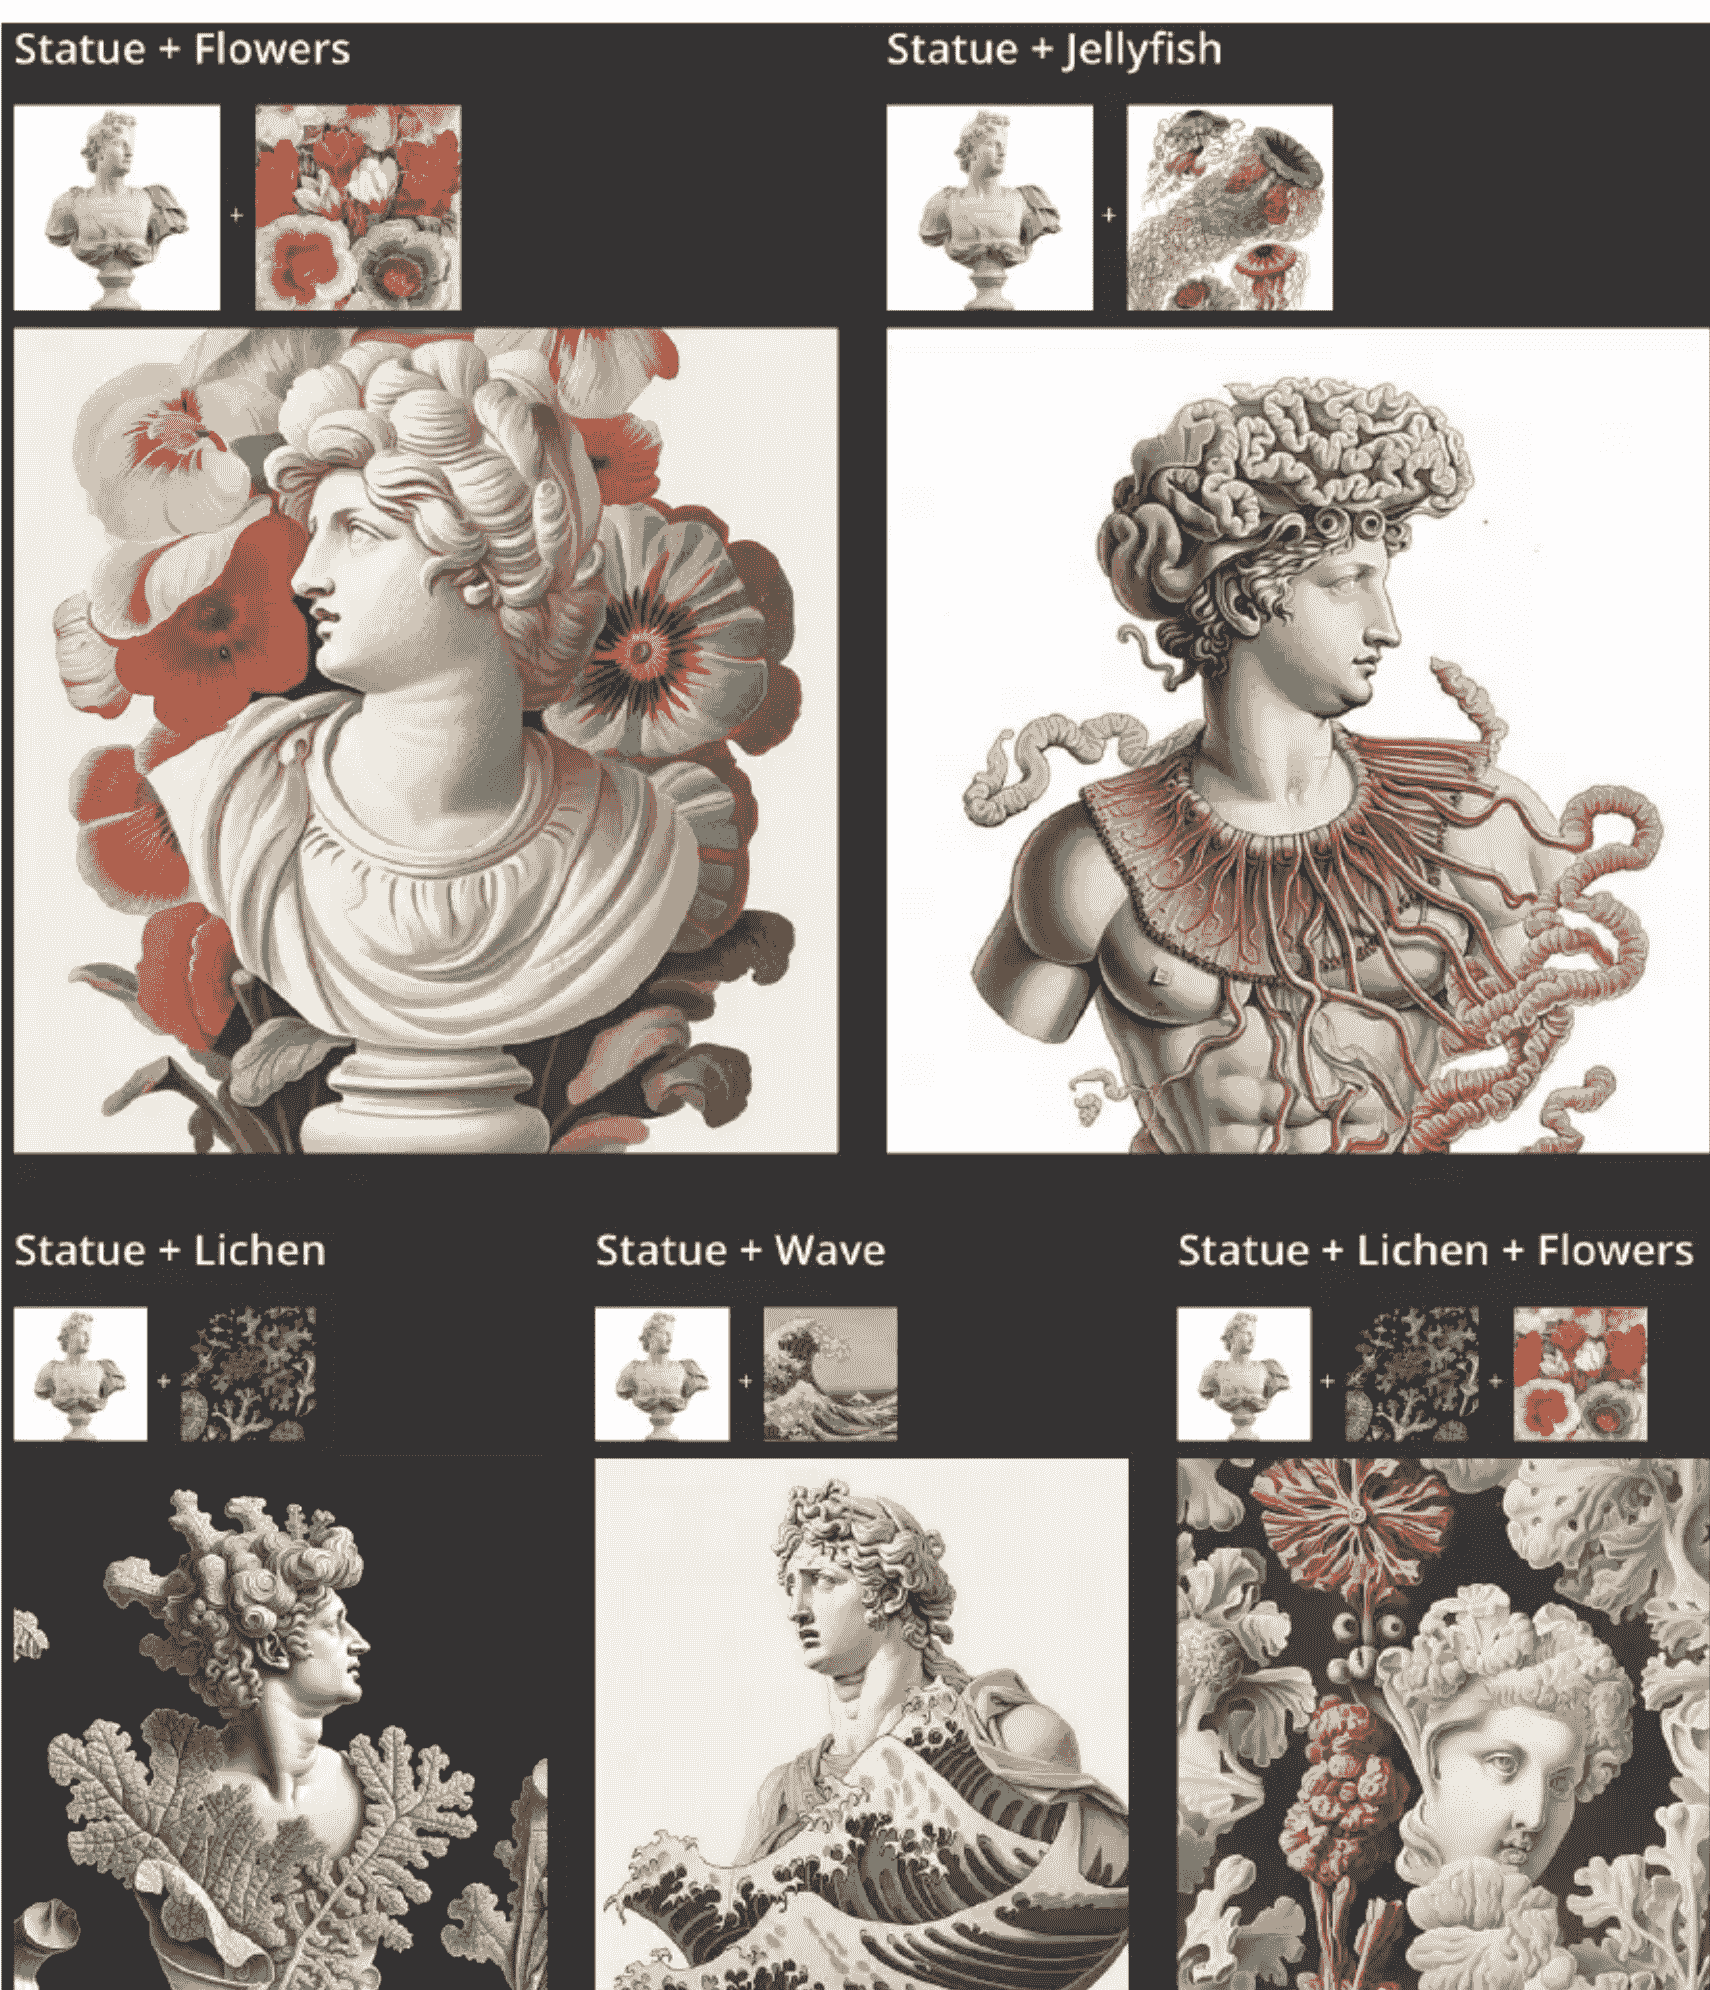 Statue + Flowers
+
Statue + Jellyfish
+
Statue + Lichen
+
Statue + Wave
+
Statue + Lichen + Flowers
+ +